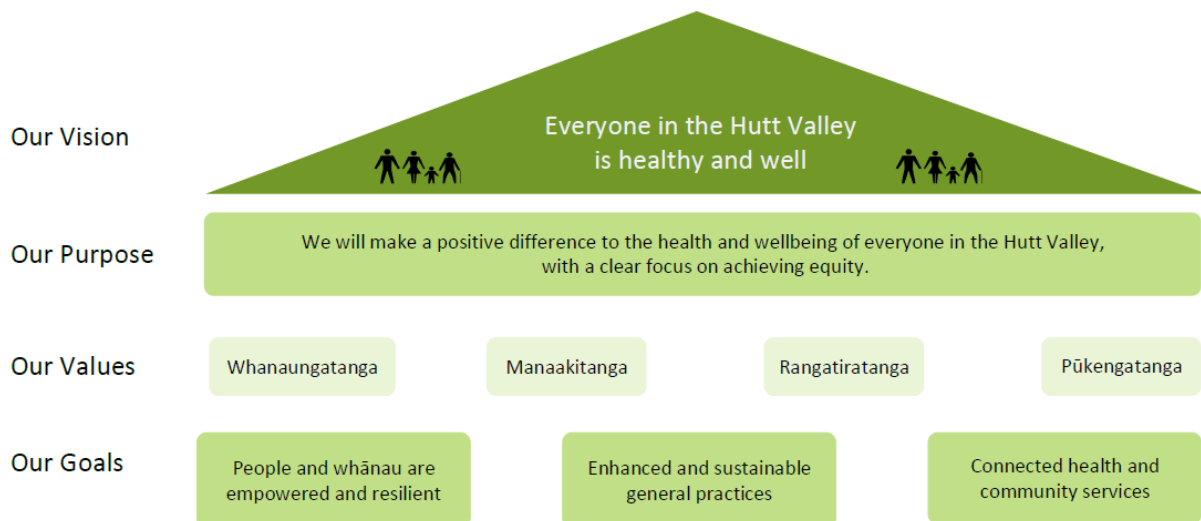 Our Vision
Everyone in the Hutt Valley
is healthy and well
Our Purpose
We will make a positive difference to the health and wellbeing of everyone in the Hutt Valley,
with a clear focus on achieving equity.
Our Values
Whanaungatanga
Manaakitanga
Rangatiratanga
Pūkengatanga
Our Goals
People and whānau are
empowered and resilient
Enhanced and sustainable
general practices
Connected health and
community services